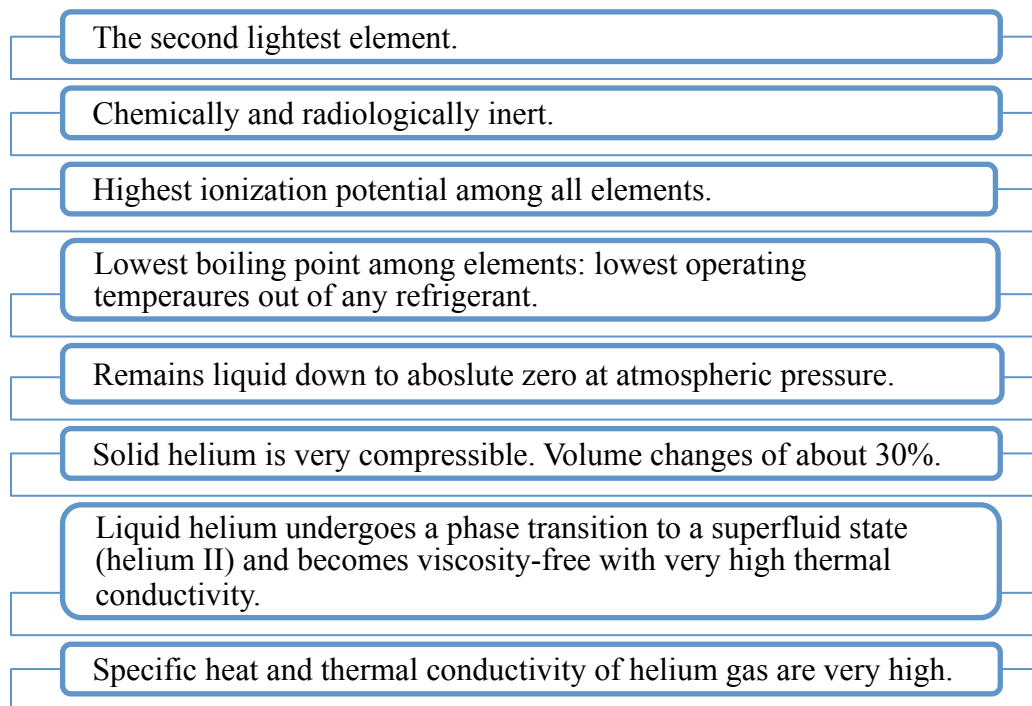 The second lightest element.
Chemically and radiologically inert.
Highest ionization potential among all elements.
Lowest boiling point among elements: lowest operating
temperaures out of any refrigerant.
Remains liquid down to aboslute zero at atmospheric pressure.
Solid helium is very compressible. Volume changes of about 30%.
Liquid helium undergoes a phase transition to a superfluid state
(helium II) and becomes viscosity-free with very high thermal
conductivity.
Specific heat and thermal conductivity of helium gas are very high.